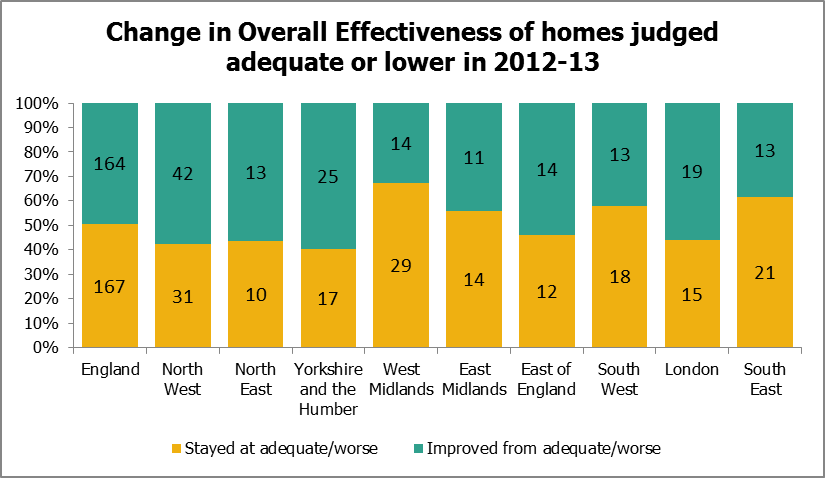 Change in Overall Effectiveness of homes judged
adequate or lower in 2012-13
100%
90%
80%
70%
60%
50%
40%
30%
20%
10%
0%
164
42
13
25
14
11
14
13
19
13
167
31
10
17
29
14
12
18
15
21
England
North
West
North
East
Yorkshire
and the
Humber
West
Midlands
East
Midlands
East of
England
South
West
London
South
East
Stayed at adequate/worse
Improved from adequate/worse